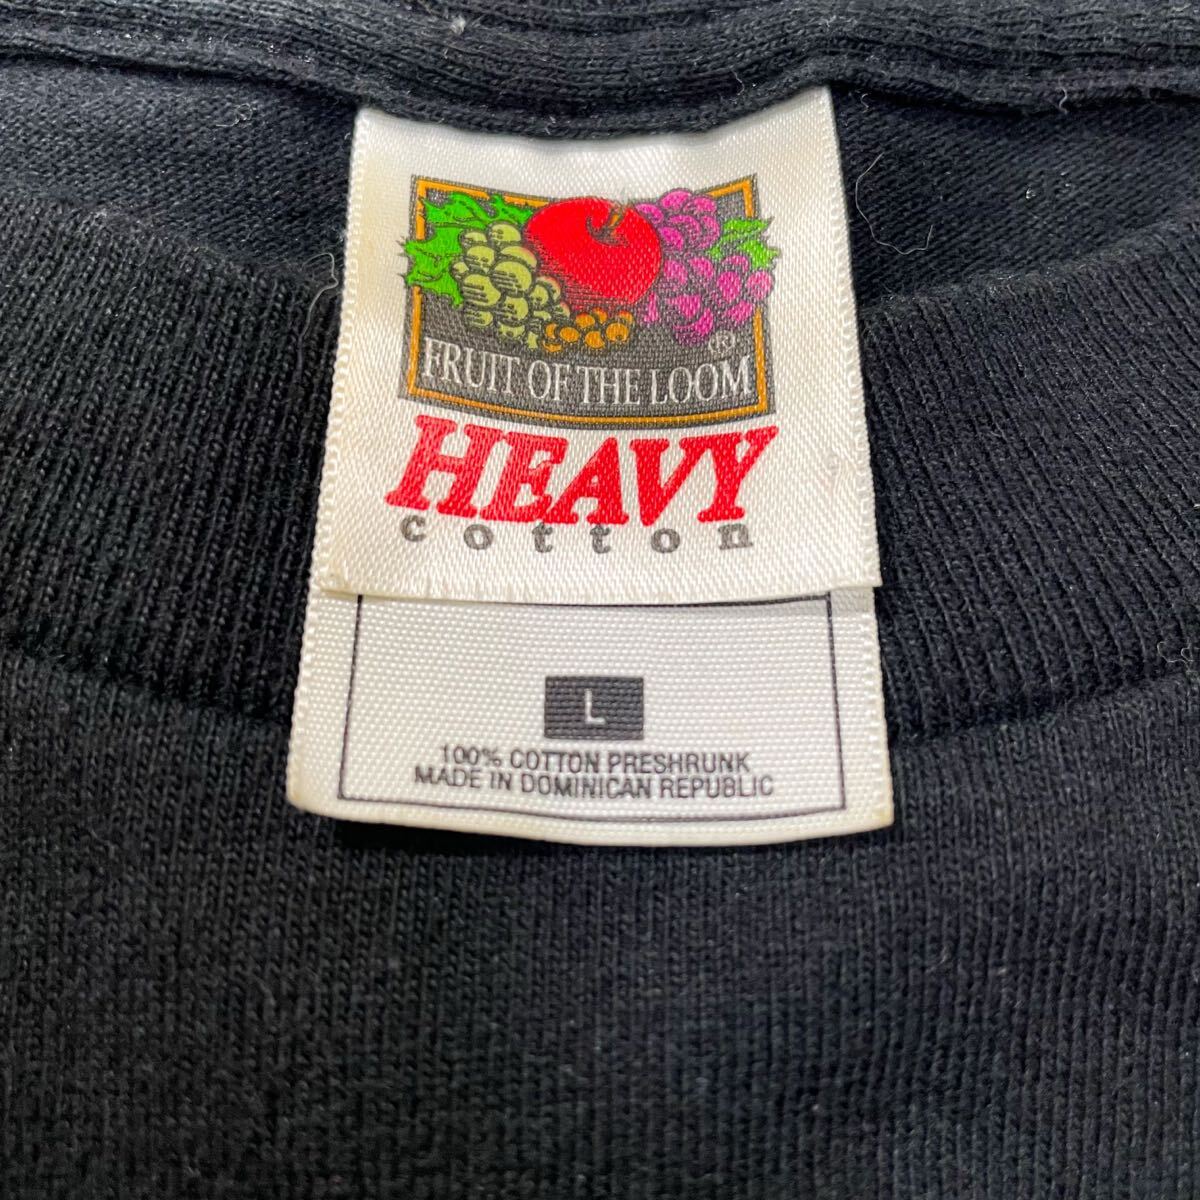 ®
FRUIT OF THE LOOM
HEAVY
cotton
L
100% COTTON PRESHRUNK
MADE IN DOMINICAN REPUBLIC